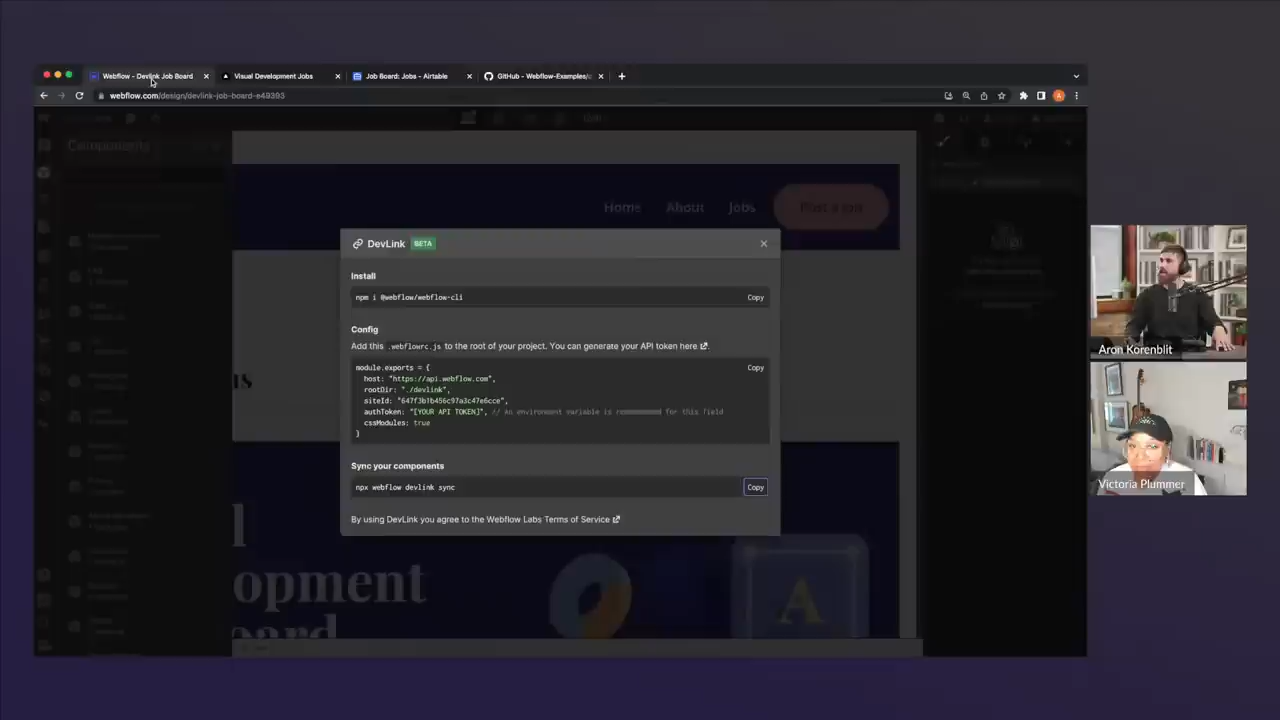 Webflow - Devlink Job Board
Visual Development Jobs
Job Board: Jobs - Airtable
GitHub - Webflow-Examples/
webflow.com/design/devlink-job-board-e49393
Components
Home About Jobs Post a job
DevLink BETA
Install
npm i @webflow/webflow-cli Copy
Config
Add this .webflowrc.js to the root of your project. You can generate your API token here
module.exports = { Copy
host: "https://api.webflow.com",
rootDir: "./devlink",
siteId: "647f3b1b456c97a3c47e6cce",
authToken: "[YOUR API TOKEN]", // An environment variable is recommended for this field
cssModules: true
}
Sync your components
npx webflow devlink sync Copy
By using DevLink you agree to the Webflow Labs Terms of Service
opment
A
Aron Korenblit
Victoria Plummer